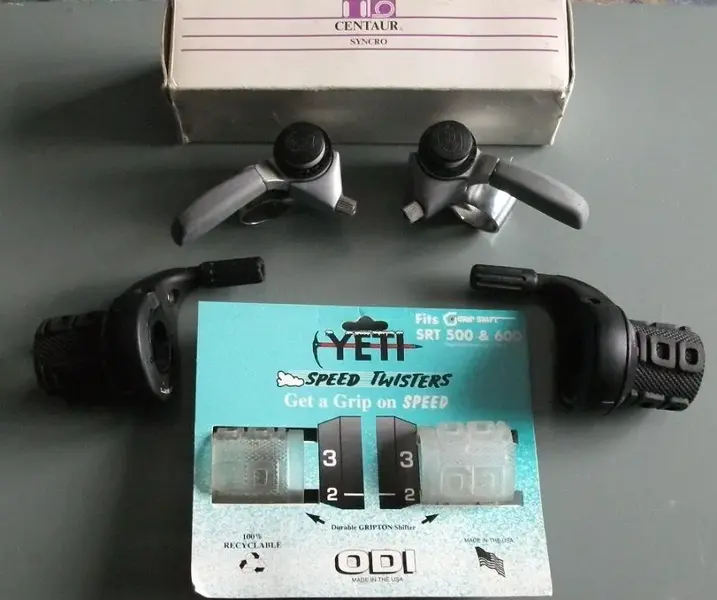 CENTAUR
SYNCRO
Fits GRIP SHIFT
SRT 500 & 600
YETI
SPEED TWISTERS
Get a Grip on SPEED
3
3
2
2
Durable GRIPTON Shifter
100%
RECYCLABLE
MADE IN THE USA
ODI
MADE IN THE USA